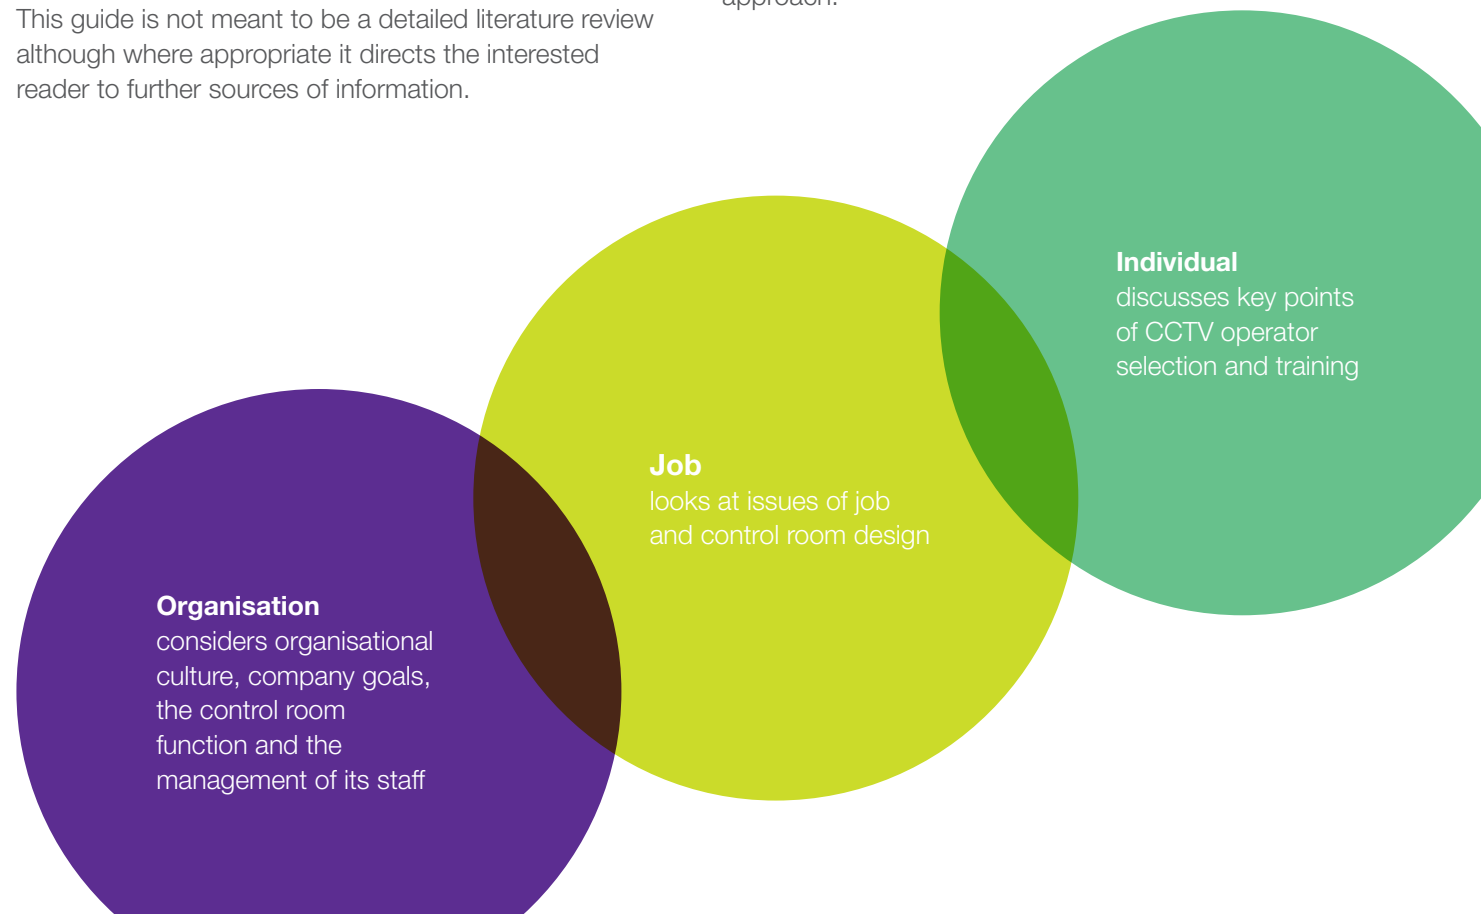 This guide is not meant to be a detailed literature review
although where appropriate it directs the interested
reader to further sources of information.
approach.
Individual
discusses key points
of CCTV operator
selection and training
Job
looks at issues of job
and control room design
Organisation
considers organisational
culture, company goals,
the control room
function and the
management of its staff